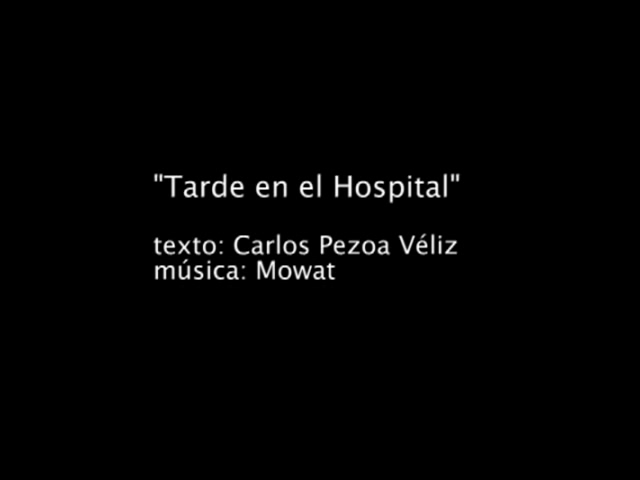 "Tarde en el Hospital"
texto: Carlos Pezoa Véliz
música: Mowat